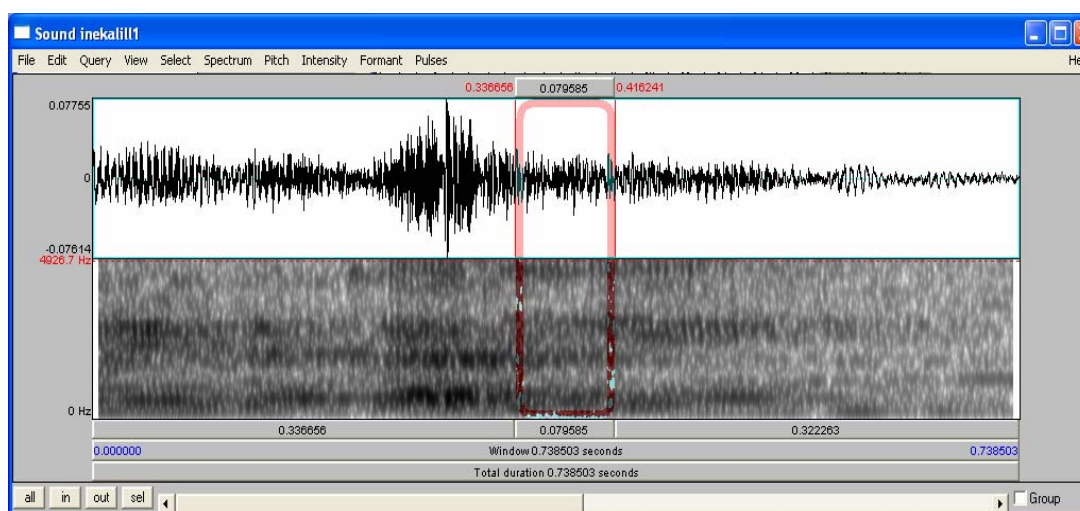 Sound inekalill1
File Edit Query View Select Spectrum Pitch Intensity Formant Pulses He
0.336656 0.079585 0.416241
0.07755
0
-0.07614
4926.7 Hz
0 Hz
0.336656 0.079585 0.322263
0.000000 Window 0.738503 seconds 0.738503
Total duration 0.738503 seconds
all in out sel Group